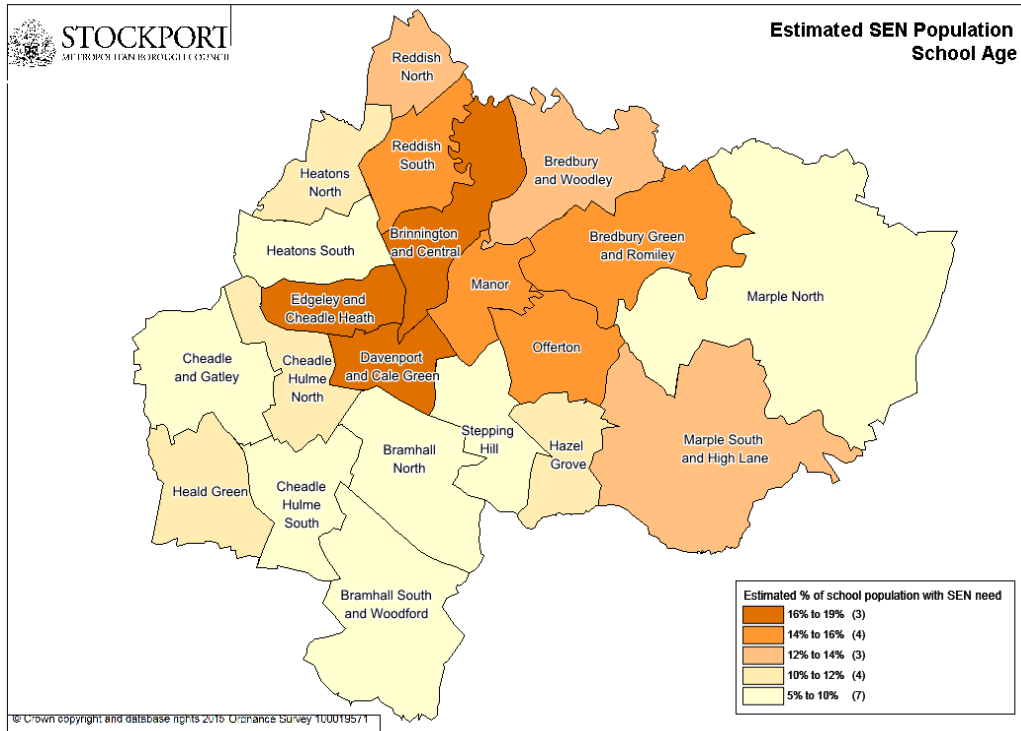 STOCKPORT
METROPOLITAN BOROUGH COUNCIL
Estimated SEN Population
School Age
Reddish
North
Reddish
South
Heatons
North
Bredbury
and Woodley
Heatons South
Brinnington
and Central
Bredbury Green
and Romiley
Manor
Marple North
Edgeley and
Cheadle Heath
Offerton
Cheadle
and Gatley
Cheadle
Hulme
North
Davenport
and Cale Green
Stepping
Hill
Hazel
Grove
Marple South
and High Lane
Bramhall
North
Heald Green
Cheadle
Hulme
South
Bramhall South
and Woodford
Estimated % of school population with SEN need
16% to 19% (3)
14% to 16% (4)
12% to 14% (3)
10% to 12% (4)
5% to 10% (7)
© Crown copyright and database rights 2015 Ordnance Survey 100019571